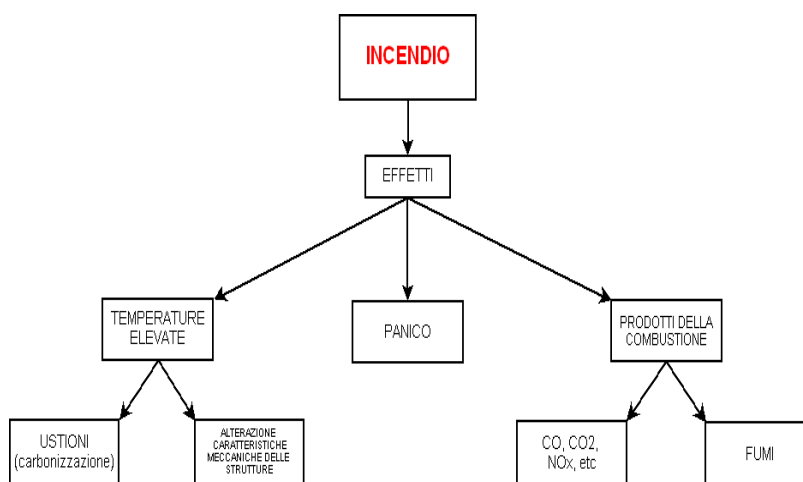 INCENDIO
EFFETTI
TEMPERATURE
ELEVATE
PANICO
PRODOTTI DELLA
COMBUSTIONE
USTIONI
(carbonizzazione)
ALTERAZIONE
CARATTERISTICHE
MECCANICHE DELLE
STRUTTURE
CO, CO2,
NOx, etc
FUMI